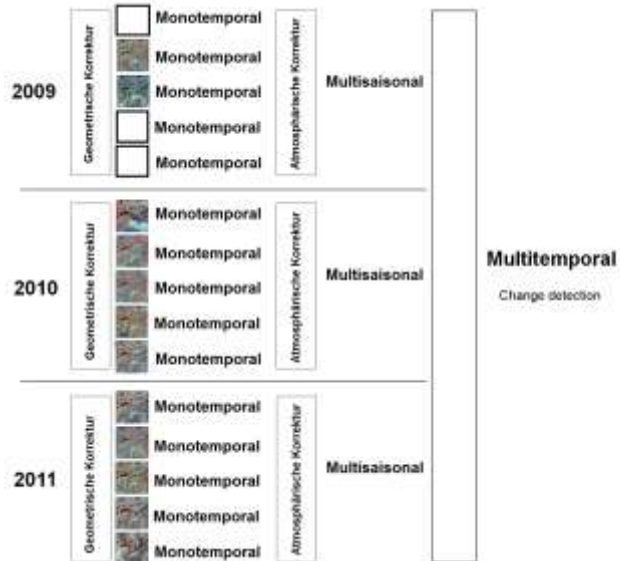 2009
Geometrische Korrektur
Monotemporal
Monotemporal
Monotemporal
Monotemporal
Monotemporal
Atmosphärische Korrektur
Multisaisonal
2010
Geometrische Korrektur
Monotemporal
Monotemporal
Monotemporal
Monotemporal
Monotemporal
Atmosphärische Korrektur
Multisaisonal
2011
Geometrische Korrektur
Monotemporal
Monotemporal
Monotemporal
Monotemporal
Monotemporal
Atmosphärische Korrektur
Multisaisonal
Multitemporal
Change detection